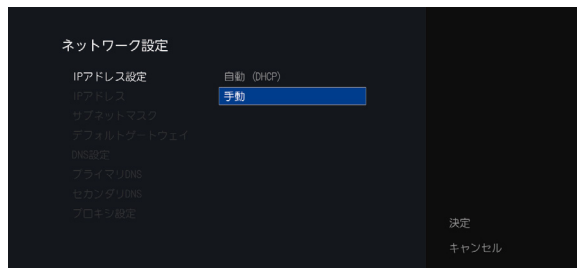 ネットワーク設定
IPアドレス設定 自動 (DHCP)
IPアドレス 手動
サブネットマスク
デフォルトゲートウェイ
DNS設定
プライマリDNS
セカンダリDNS
プロキシ設定
決定
キャンセル